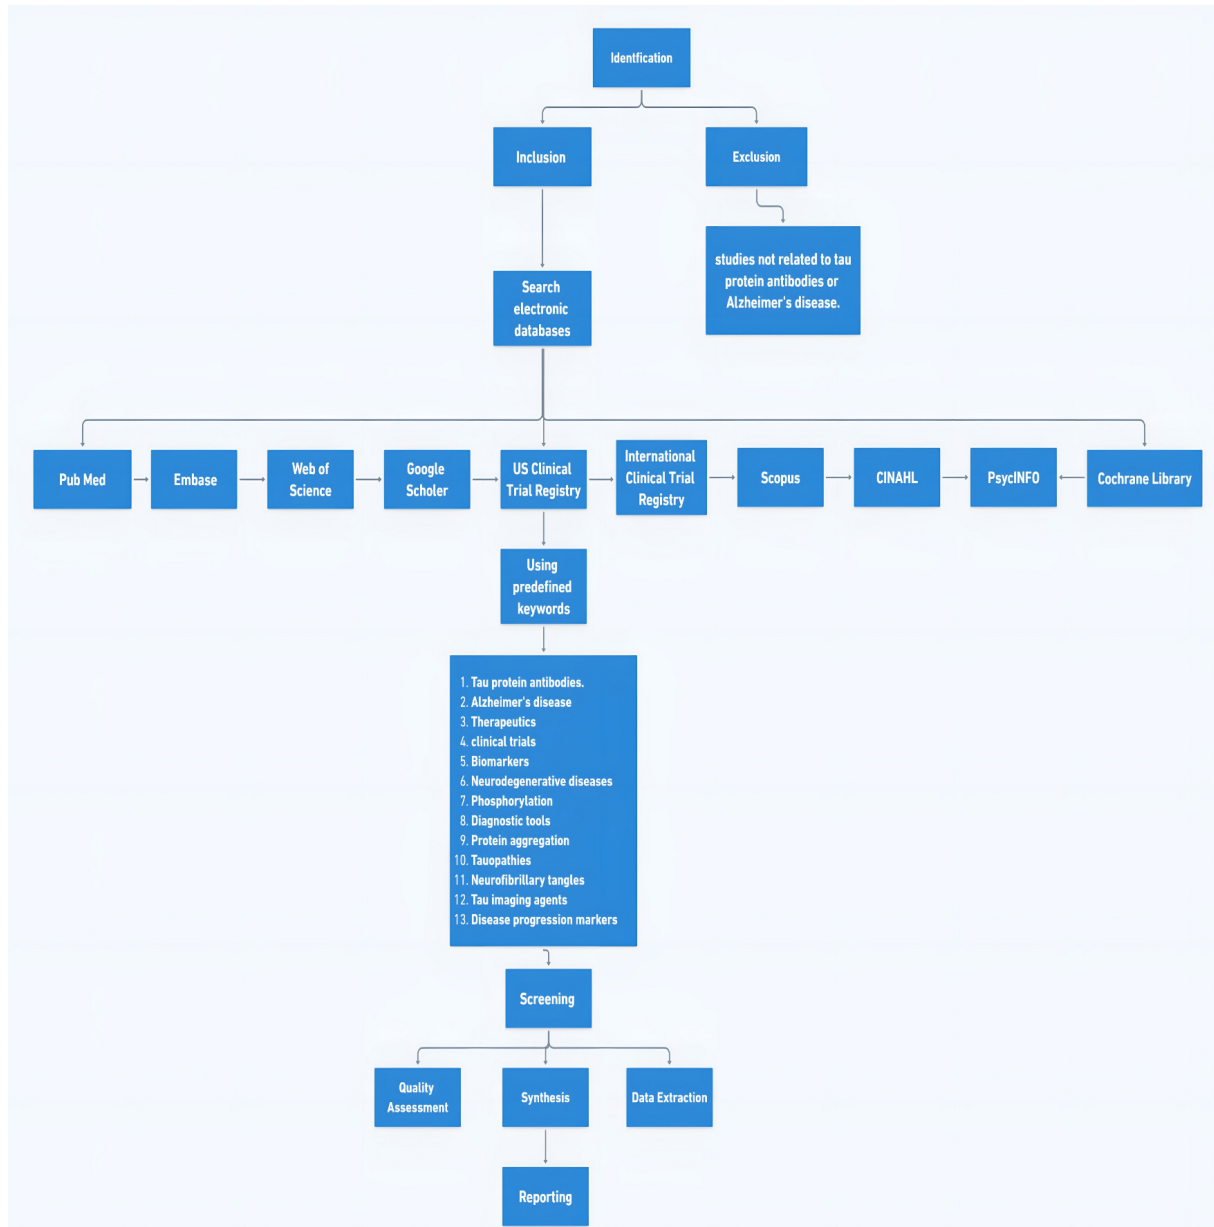 Identfication
Inclusion
Exclusion
studies not related to tau
protein antibodies or
Alzheimer's disease.
Search
electronic
databases
Pub Med
Embase
Web of
Science
Google
Scholer
US Clinical
Trial Registry
International
Clinical Trial
Registry
Scopus
CINAHL
PsycINFO
Cochrane Library
Using
predefined
keywords
1. Tau protein antibodies.
2. Alzheimer's disease
3. Therapeutics
4. clinical trials
5. Biomarkers
6. Neurodegenerative diseases
7. Phosphorylation
8. Diagnostic tools
9. Protein aggregation
10. Tauopathies
11. Neurofibrillary tangles
12. Tau imaging agents
13. Disease progression markers
Screening
Quality
Assessment
Synthesis
Data Extraction
Reporting